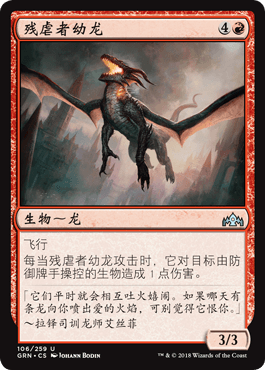 残虐者幼龙 4
生物～龙
飞行
每当残虐者幼龙攻击时，它对目标由防
御牌手操控的生物造成1点伤害。
「它们平时就会相互吐火嬉闹。如果哪天有
条龙向你喷出爱的火焰，可别觉得它恨你。」
～拉铎司训龙师艾丝菲
3/3
106/259 U
GRN • CS Johann Bodin
™ & © 2018 Wizards of the Coast